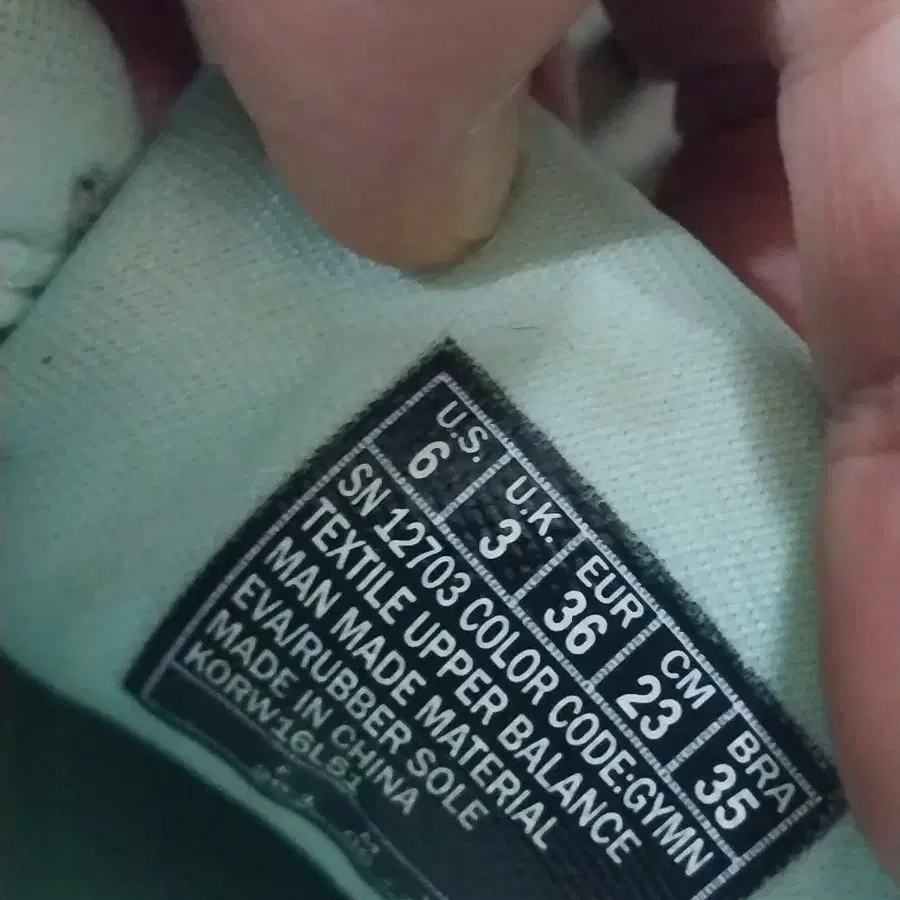 U.S. U.K. EUR CM BRA
6 3 36 23 35
SN 12703 COLOR CODE:GYMN
TEXTILE UPPER BALANCE
MAN MADE MATERIAL
EVA/RUBBER SOLE
MADE IN CHINA
KORW16L51